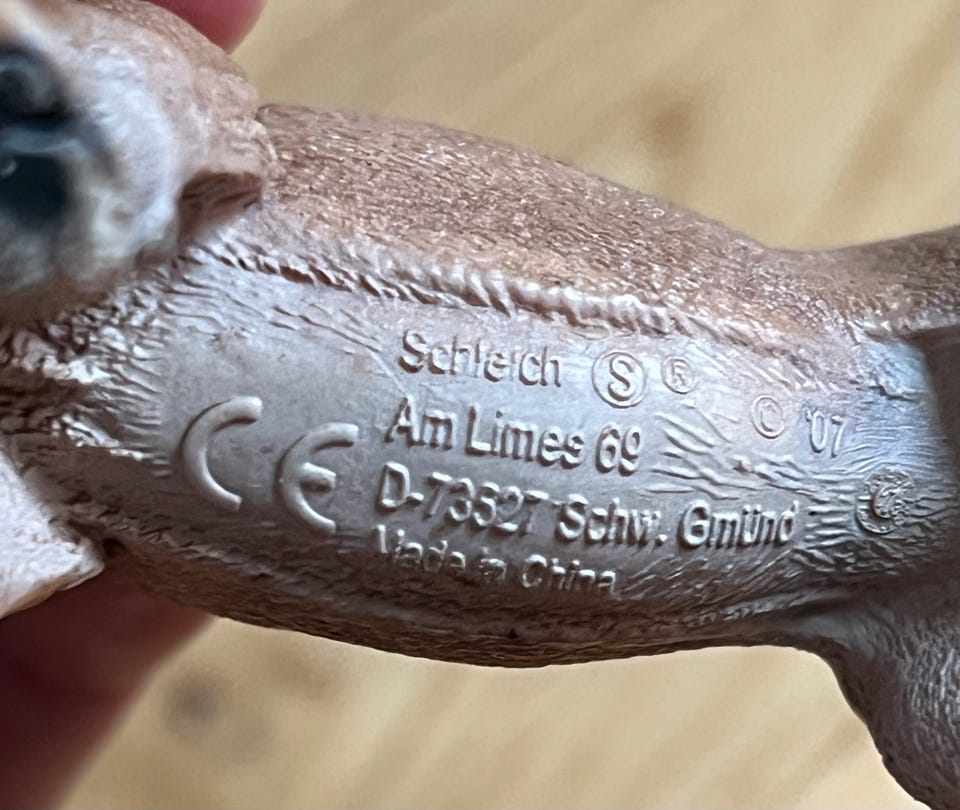 Schleich Ⓢ ®
© '07
CE
Am Limes 69
D-73527 Schw. Gmünd
Made in China